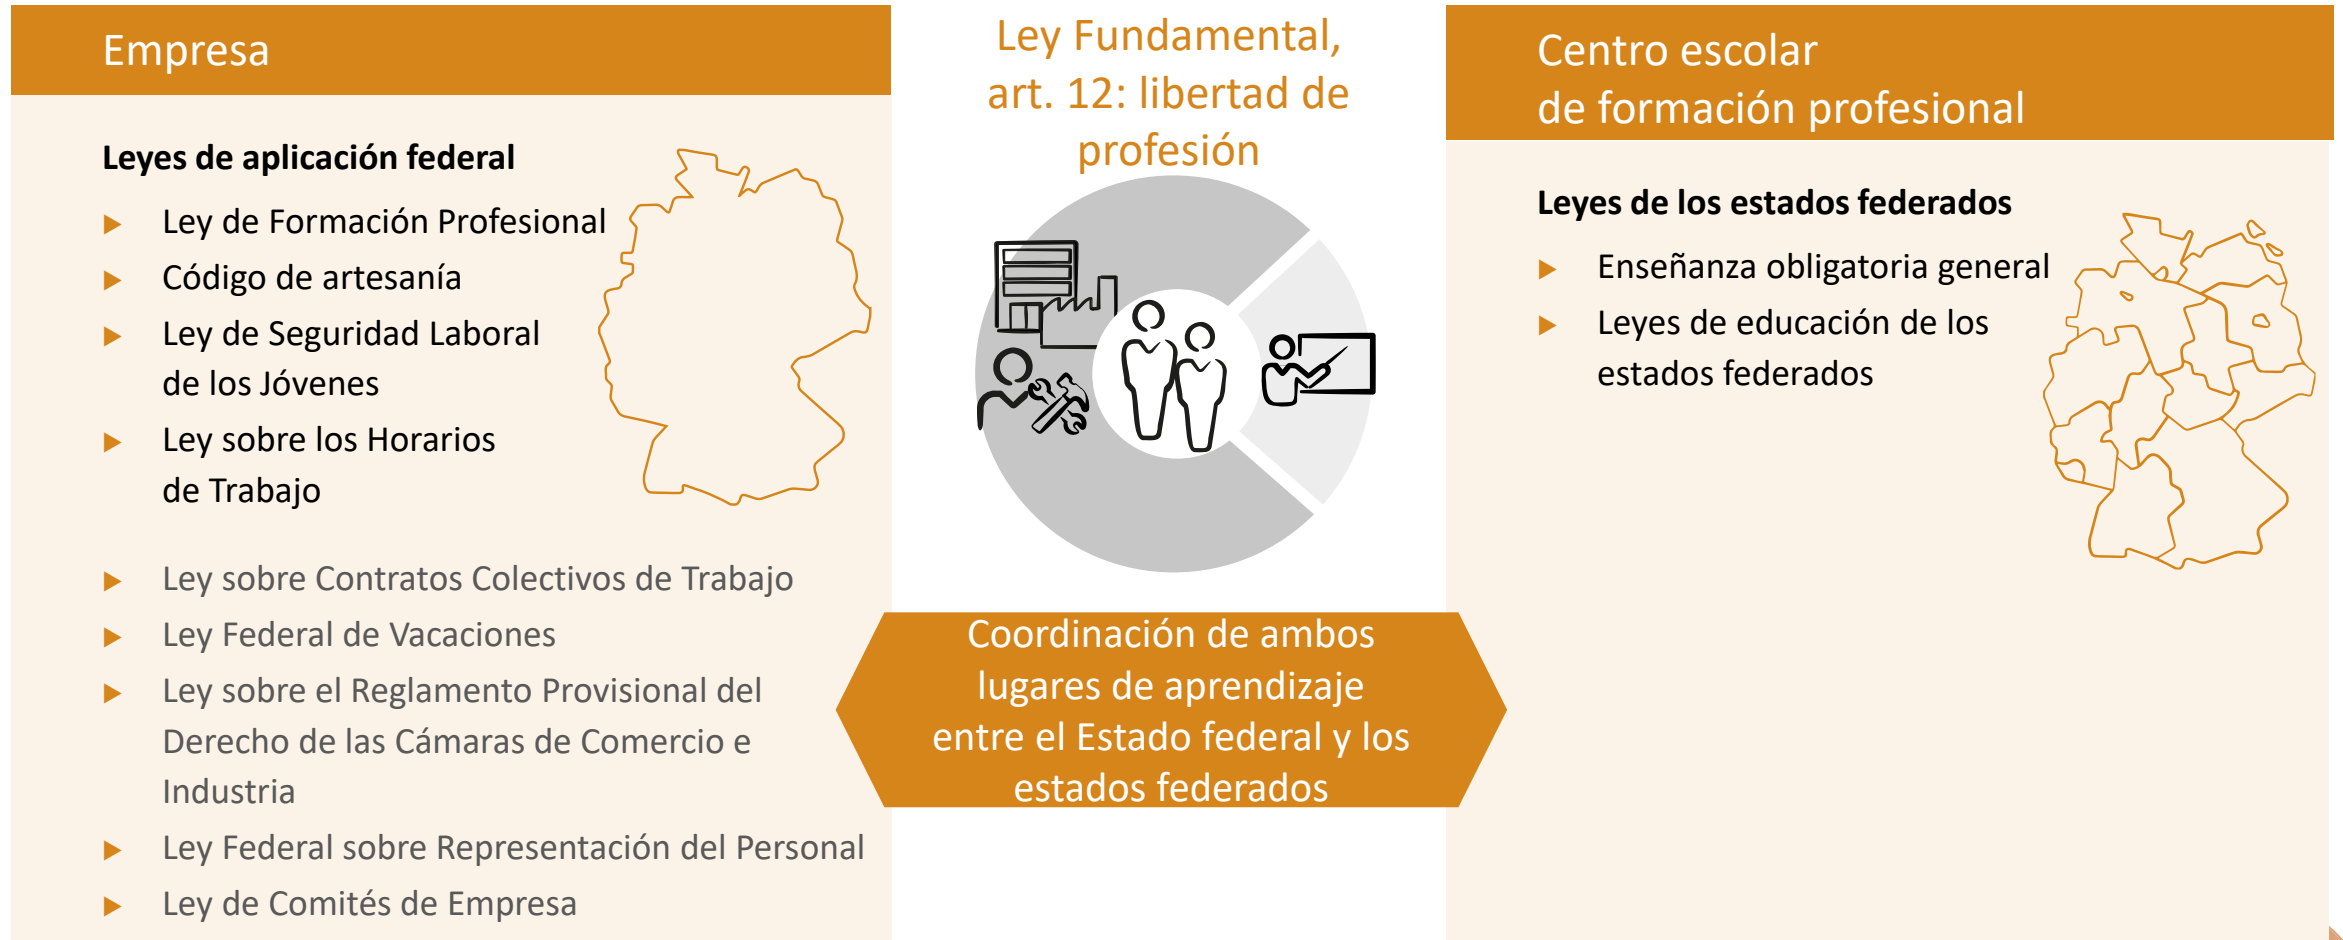 Empresa
Leyes de aplicación federal
Ley de Formación Profesional
Código de artesanía
Ley de Seguridad Laboral
de los Jóvenes
Ley sobre los Horarios
de Trabajo
Ley sobre Contratos Colectivos de Trabajo
Ley Federal de Vacaciones
Ley sobre el Reglamento Provisional del
Derecho de las Cámaras de Comercio e
Industria
Ley Federal sobre Representación del Personal
Ley de Comités de Empresa
Ley Fundamental,
art. 12: libertad de
profesión
Coordinación de ambos
lugares de aprendizaje
entre el Estado federal y los
estados federados
Centro escolar
de formación profesional
Leyes de los estados federados
Enseñanza obligatoria general
Leyes de educación de los
estados federados